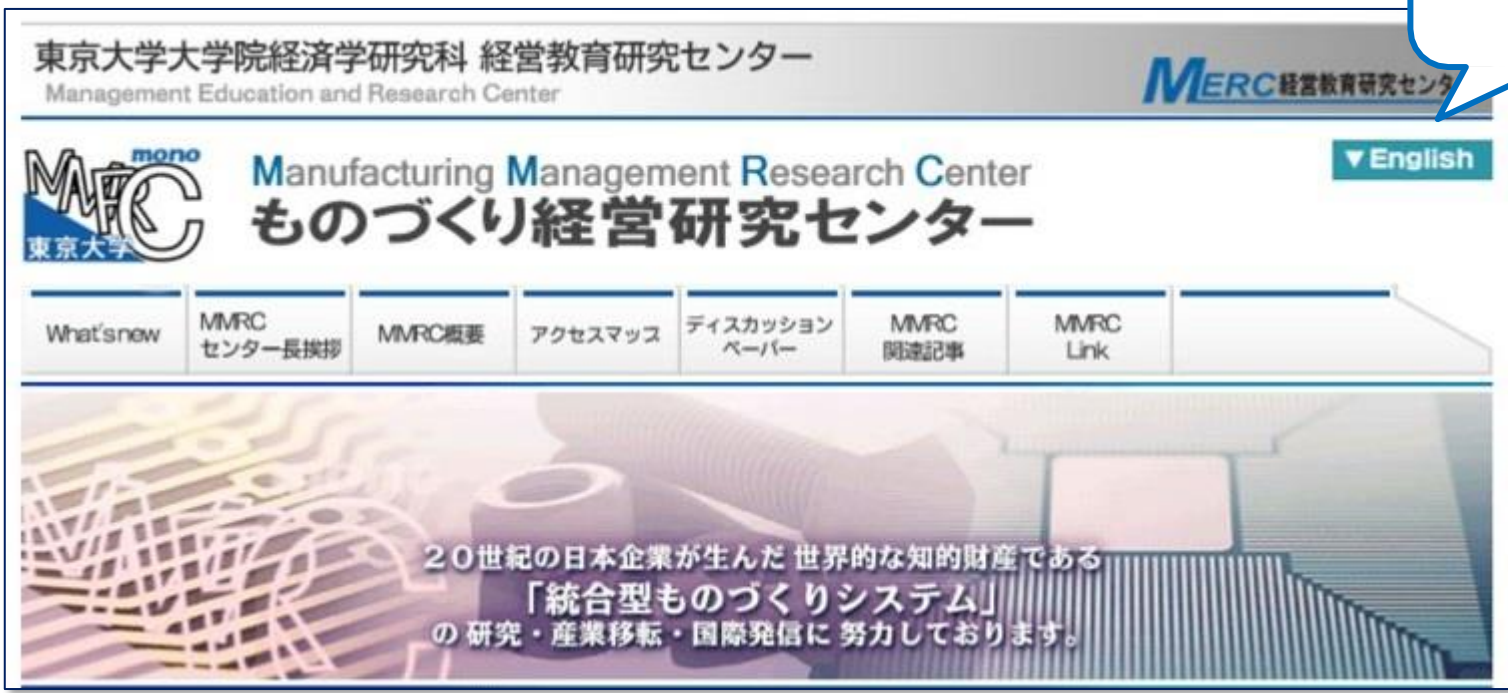 東京大学大学院経済学研究科 経営教育研究センター
Management Education and Research Center
MERC経営教育研究センタ
mono
MMRC
東京大学
Manufacturing Management Research Center
ものづくり経営研究センター
▼English
What'snew
MMRC
センター長挨拶
MMRC概要
アクセスマップ
ディスカッション
ペーパー
MMRC
関連記事
MMRC
Link
MMRC
20世紀の日本企業が生んだ 世界的な知的財産である
「統合型ものづくりシステム」
の 研究・産業移転・国際発信に 努力しております。